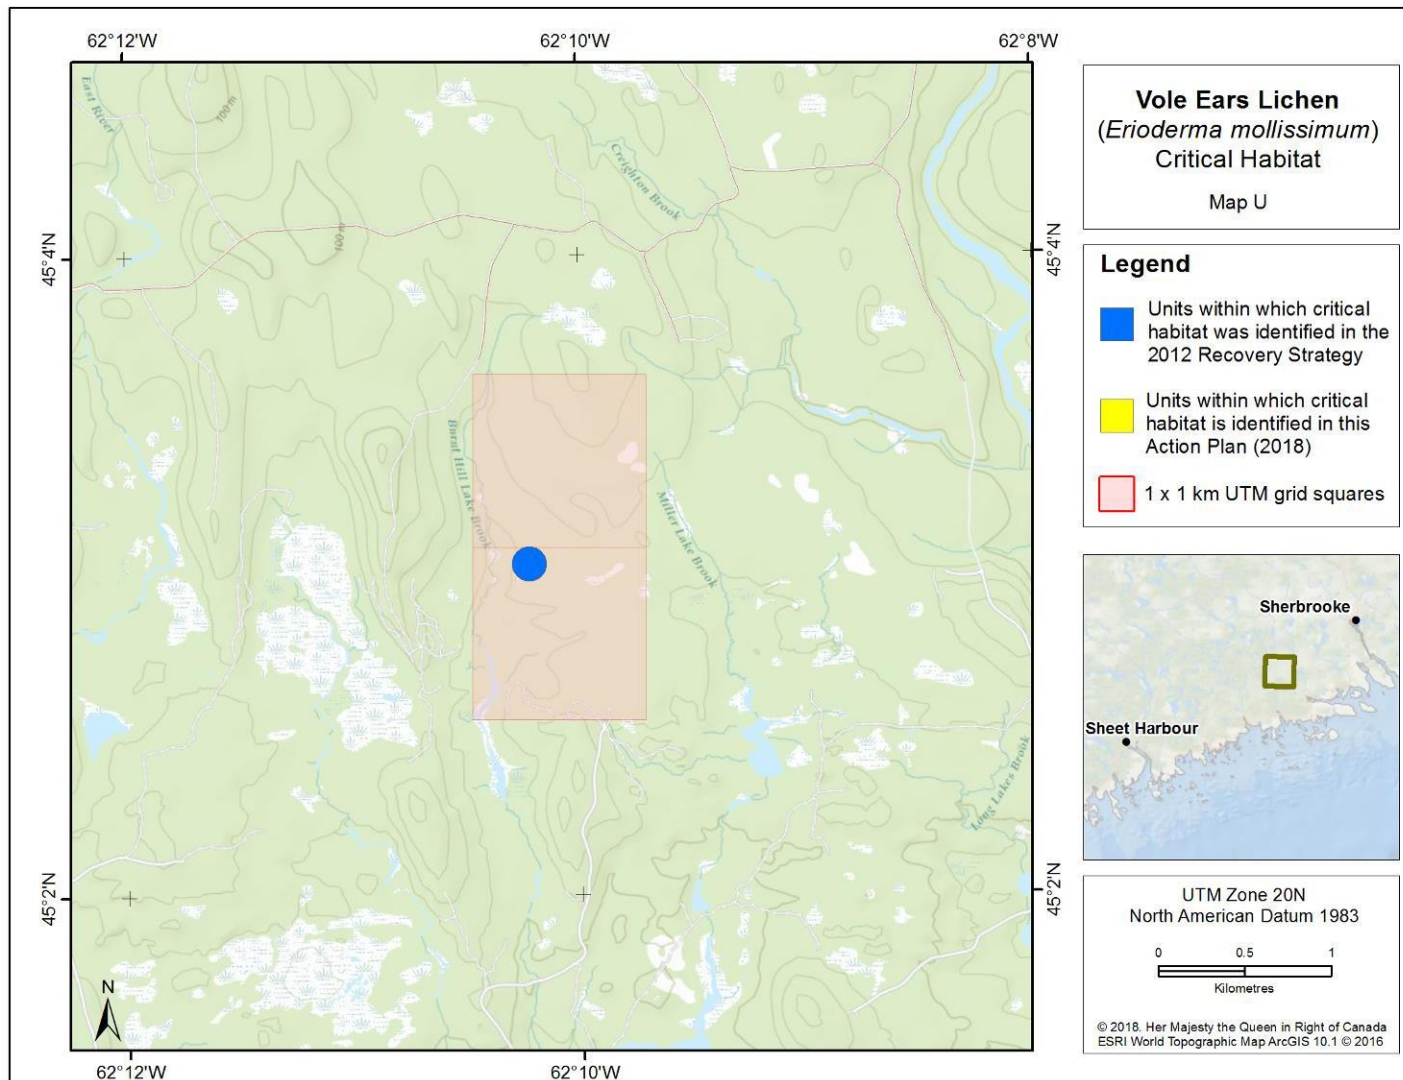 62°12'W
62°10'W
62°8'W
45°4'N
45°4'N
45°2'N
45°2'N
62°12'W
62°10'W
East River
100 m
100 m
Creighton Brook
Burnt Hill Lake Brook
Miller Lake Brook
Long Lakes Brook
N
Vole Ears Lichen
(Erioderma mollissimum)
Critical Habitat
Map U
Legend
Units within which critical
habitat was identified in the
2012 Recovery Strategy
Units within which critical
habitat is identified in this
Action Plan (2018)
1 x 1 km UTM grid squares
Sherbrooke
Sheet Harbour
UTM Zone 20N
North American Datum 1983
0 0.5 1
Kilometres
© 2018. Her Majesty the Queen in Right of Canada
ESRI World Topographic Map ArcGIS 10.1 © 2016